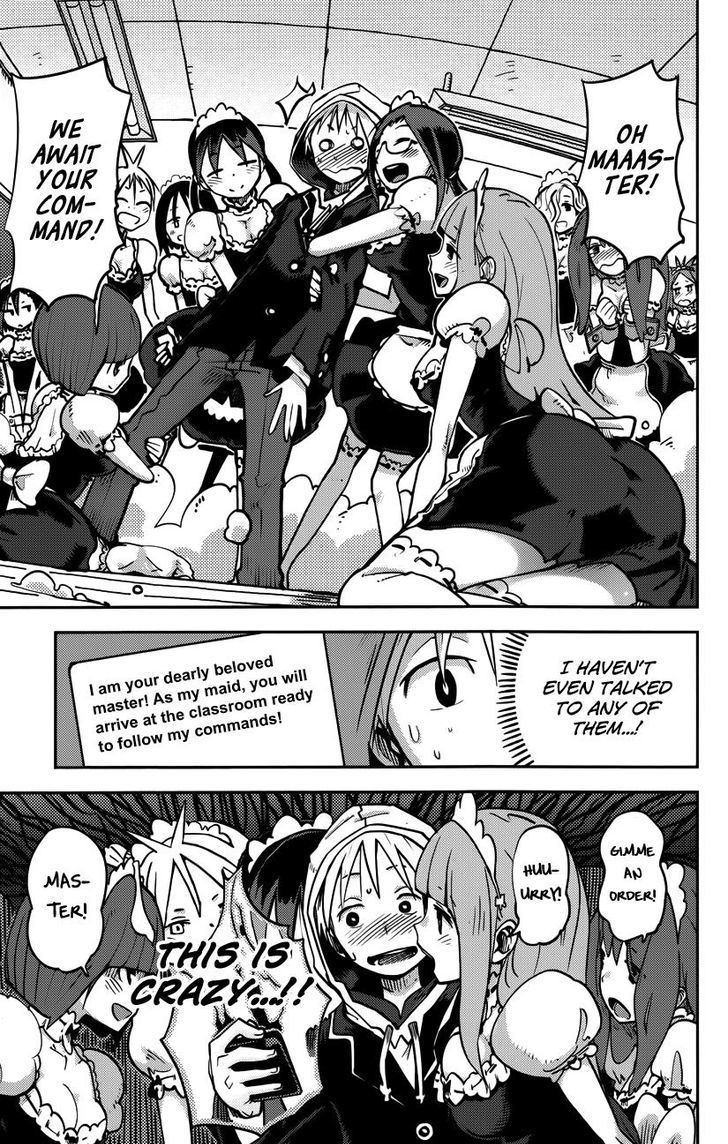 OH
MAAAS-
TER!
WE
AWAIT
YOUR
COM-
MAND!
I HAVEN'T
EVEN TALKED
TO ANY OF
THEM...!
I am your dearly beloved
master! As my maid, you will
arrive at the classroom ready
to follow my commands!
GIMME
AN
ORDER!
HUU-
URRY!
THIS IS
CRAZY...!!
MAS-
TER!